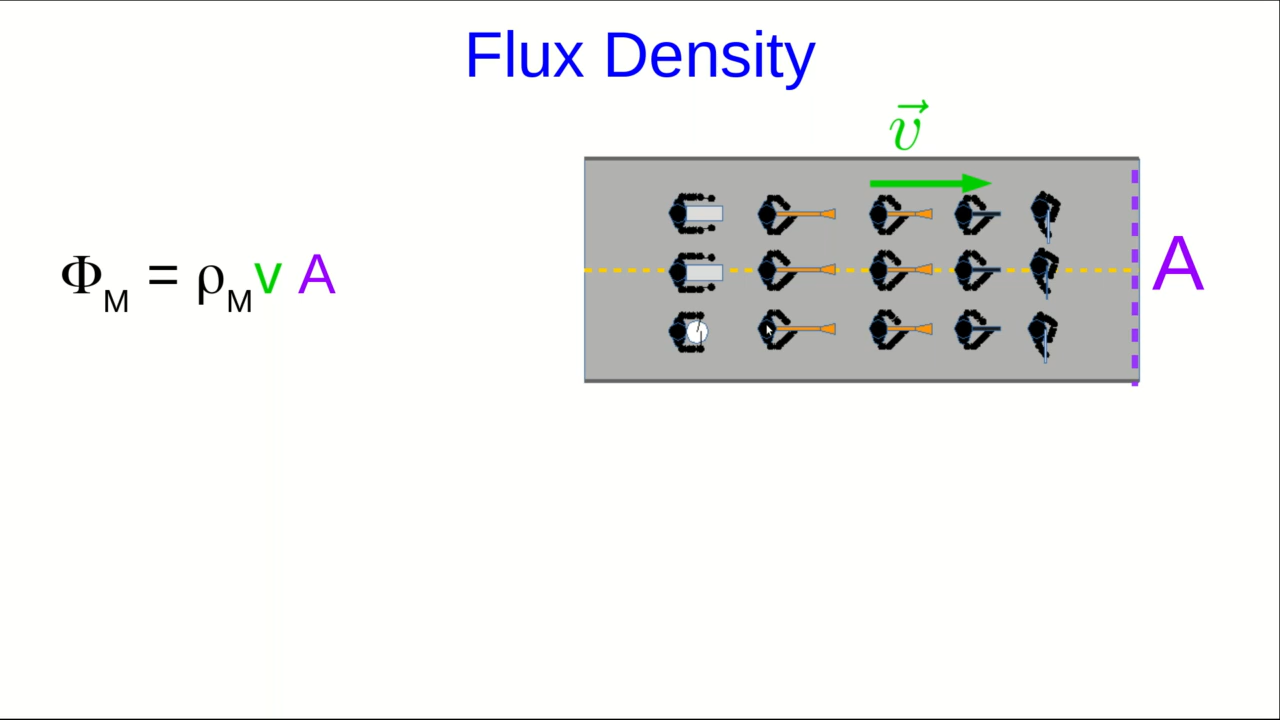 Flux Density
v⃗
Φ_M = ρ_M v A
A